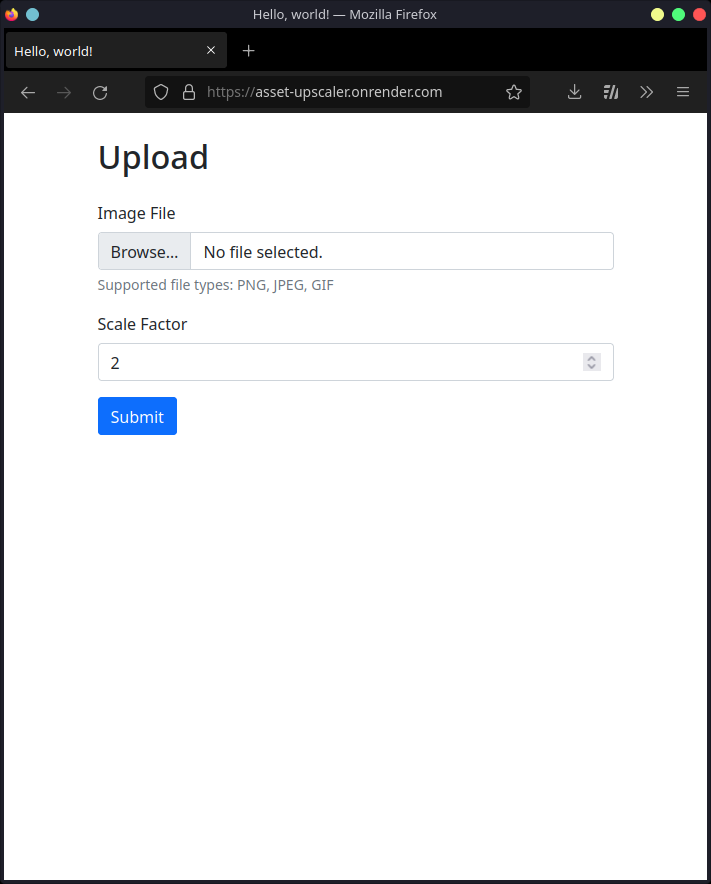 Hello, world! — Mozilla Firefox
Hello, world!
https://asset-upscaler.onrender.com
Upload
Image File
Browse... No file selected.
Supported file types: PNG, JPEG, GIF
Scale Factor
2
Submit